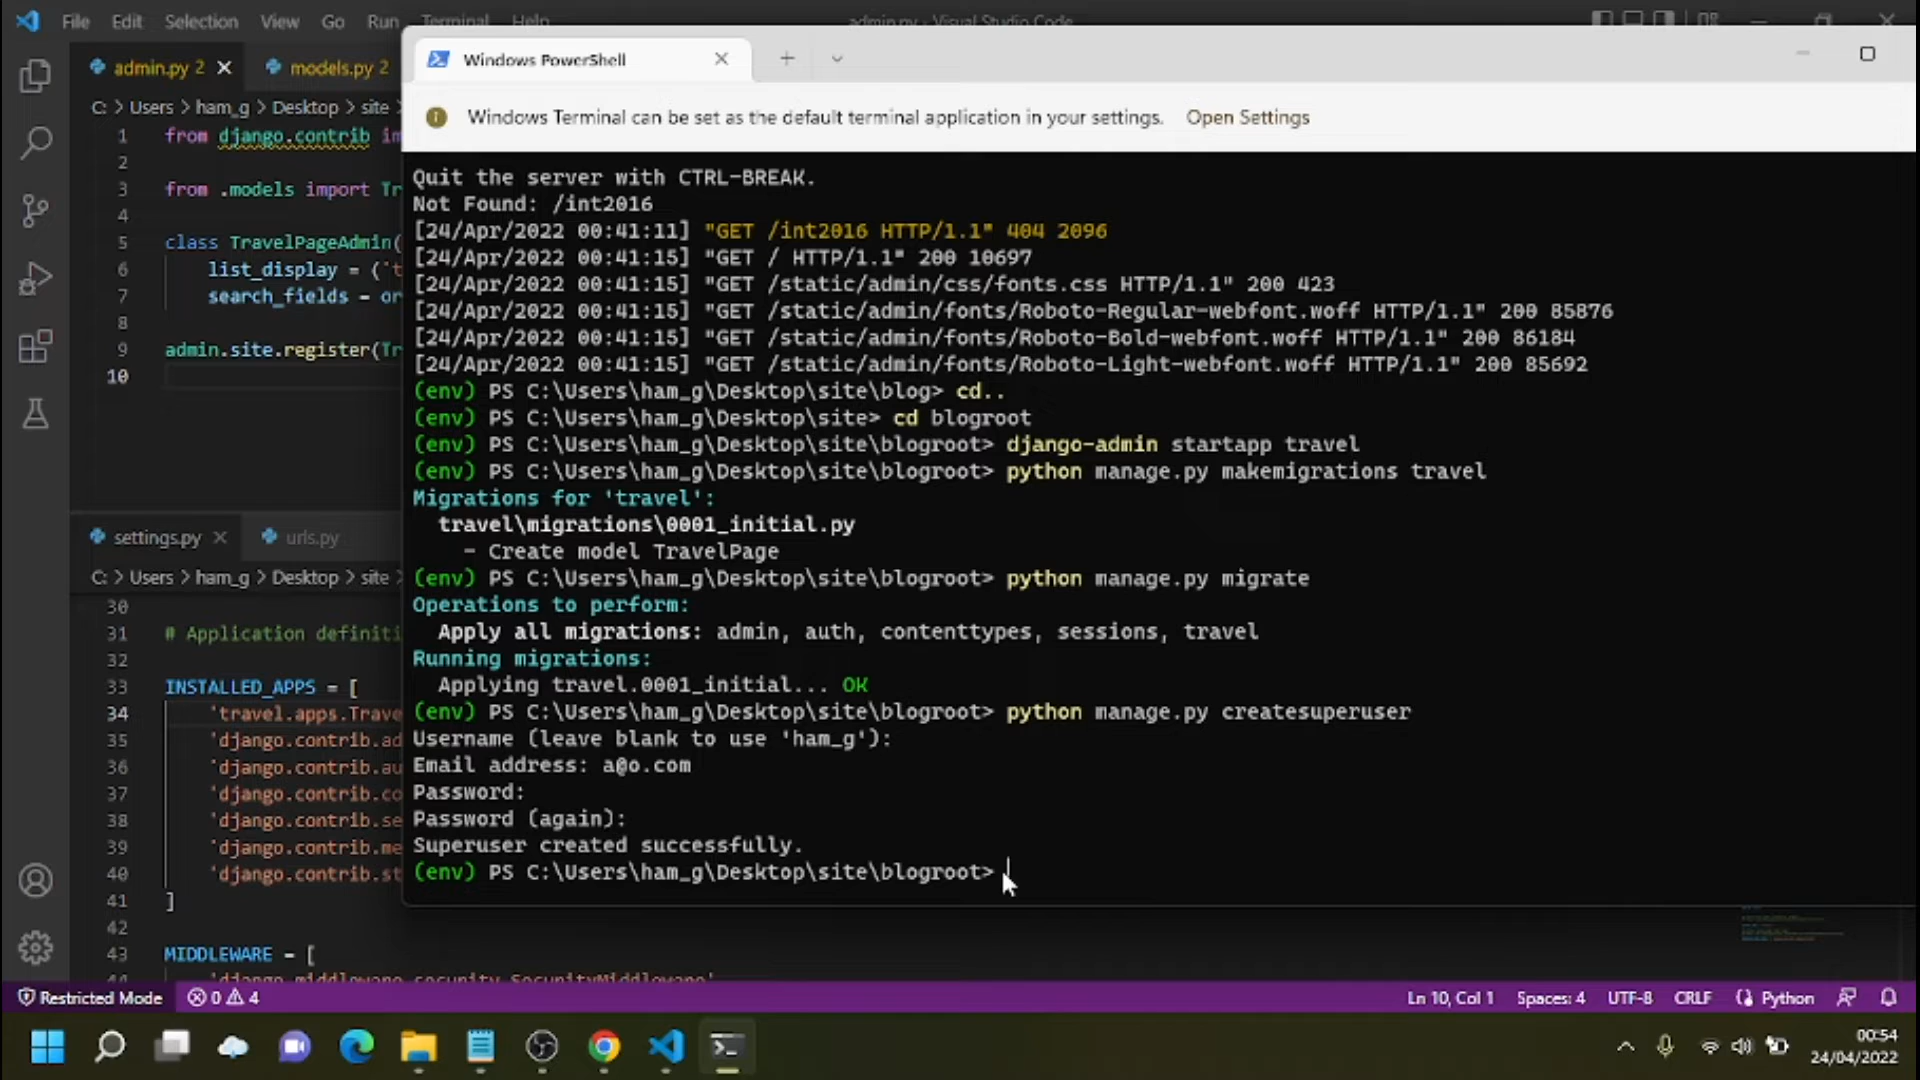 File Edit Selection View Go Run Terminal Help
admin.py - Visual Studio Code
admin.py 2
models.py 2
C: > Users > ham_g > Desktop > site >
1 from django.contrib im
2
3 from .models import Tr
4
5 class TravelPageAdmin(
6 list_display = ('t
7 search_fields = or
8
9 admin.site.register(Tr
10
settings.py
urls.py
C: > Users > ham_g > Desktop > site >
30
31 # Application definiti
32
33 INSTALLED_APPS = [
34 'travel.apps.Trave
35 'django.contrib.ad
36 'django.contrib.au
37 'django.contrib.co
38 'django.contrib.se
39 'django.contrib.me
40 'django.contrib.st
41 ]
42
43 MIDDLEWARE = [
44 'django.middleware.security.SecurityMiddleware'
Windows PowerShell
Windows Terminal can be set as the default terminal application in your settings. Open Settings
Quit the server with CTRL-BREAK.
Not Found: /int2016
[24/Apr/2022 00:41:11] "GET /int2016 HTTP/1.1" 404 2096
[24/Apr/2022 00:41:15] "GET / HTTP/1.1" 200 10697
[24/Apr/2022 00:41:15] "GET /static/admin/css/fonts.css HTTP/1.1" 200 423
[24/Apr/2022 00:41:15] "GET /static/admin/fonts/Roboto-Regular-webfont.woff HTTP/1.1" 200 85876
[24/Apr/2022 00:41:15] "GET /static/admin/fonts/Roboto-Bold-webfont.woff HTTP/1.1" 200 86184
[24/Apr/2022 00:41:15] "GET /static/admin/fonts/Roboto-Light-webfont.woff HTTP/1.1" 200 85692
(env) PS C:\Users\ham_g\Desktop\site\blog> cd..
(env) PS C:\Users\ham_g\Desktop\site> cd blogroot
(env) PS C:\Users\ham_g\Desktop\site\blogroot> django-admin startapp travel
(env) PS C:\Users\ham_g\Desktop\site\blogroot> python manage.py makemigrations travel
Migrations for 'travel':
travel\migrations\0001_initial.py
- Create model TravelPage
(env) PS C:\Users\ham_g\Desktop\site\blogroot> python manage.py migrate
Operations to perform:
Apply all migrations: admin, auth, contenttypes, sessions, travel
Running migrations:
Applying travel.0001_initial... OK
(env) PS C:\Users\ham_g\Desktop\site\blogroot> python manage.py createsuperuser
Username (leave blank to use 'ham_g'):
Email address: a@o.com
Password:
Password (again):
Superuser created successfully.
(env) PS C:\Users\ham_g\Desktop\site\blogroot>
Restricted Mode 0 4
Ln 10, Col 1 Spaces: 4 UTF-8 CRLF Python
00:54
24/04/2022